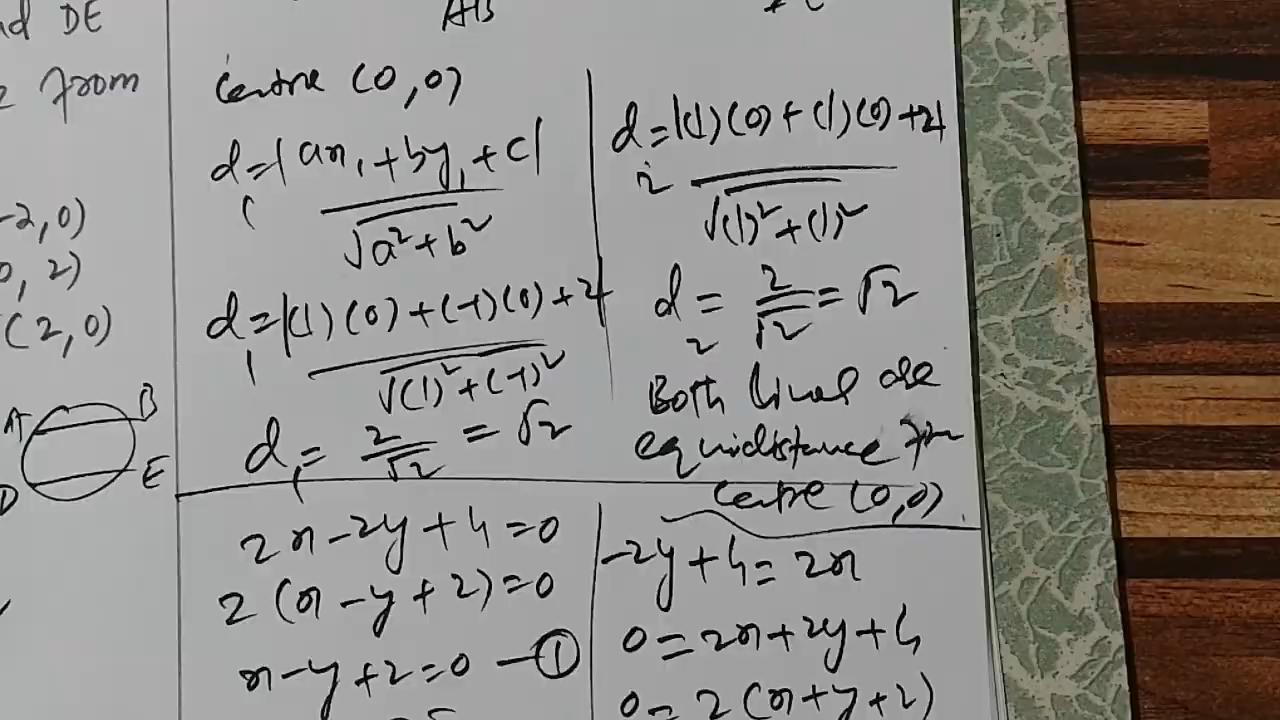 nd DE
from
-2,0)
, 2)
(2,0)
A B
D E
AB
Centre (0,0)
d₁=|ax₁+by₁+c|
√a²+b²
d₁=|(1)(0)+(-1)(0)+2|
√(1)²+(-1)²
d₁=2/√2=√2
d₂=|(1)(0)+(1)(0)+2|
√(1)²+(1)²
d₂=2/√2=√2
Both lines are
equidistance from
centre (0,0).
2x-2y+4=0
2(x-y+2)=0
x-y+2=0 -①
-2y+4=2x
0=2x+2y+4
0=2(x+y+2)